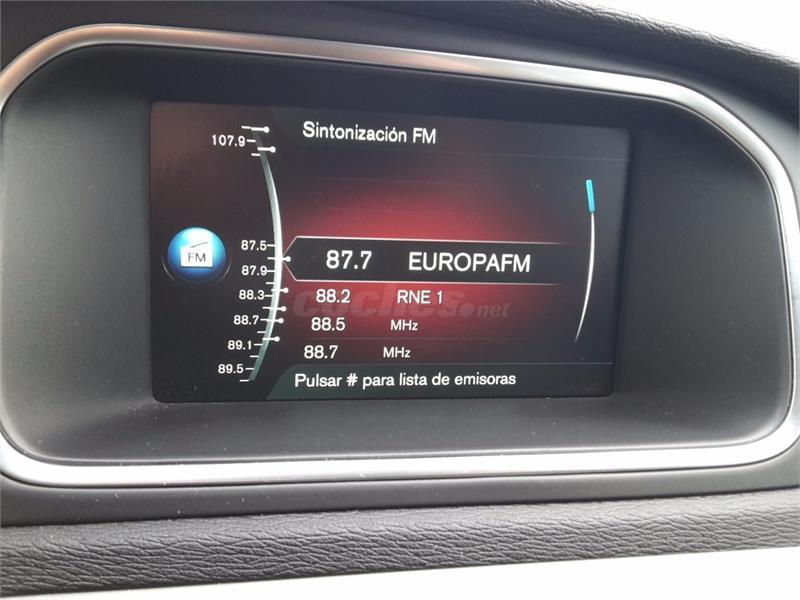 Sintonización FM
107.9
FM
87.5
87.9
88.3
88.7
89.1
89.5
87.7 EUROPAFM
88.2 RNE 1
88.5 MHz
88.7 MHz
coches.net
Pulsar # para lista de emisoras